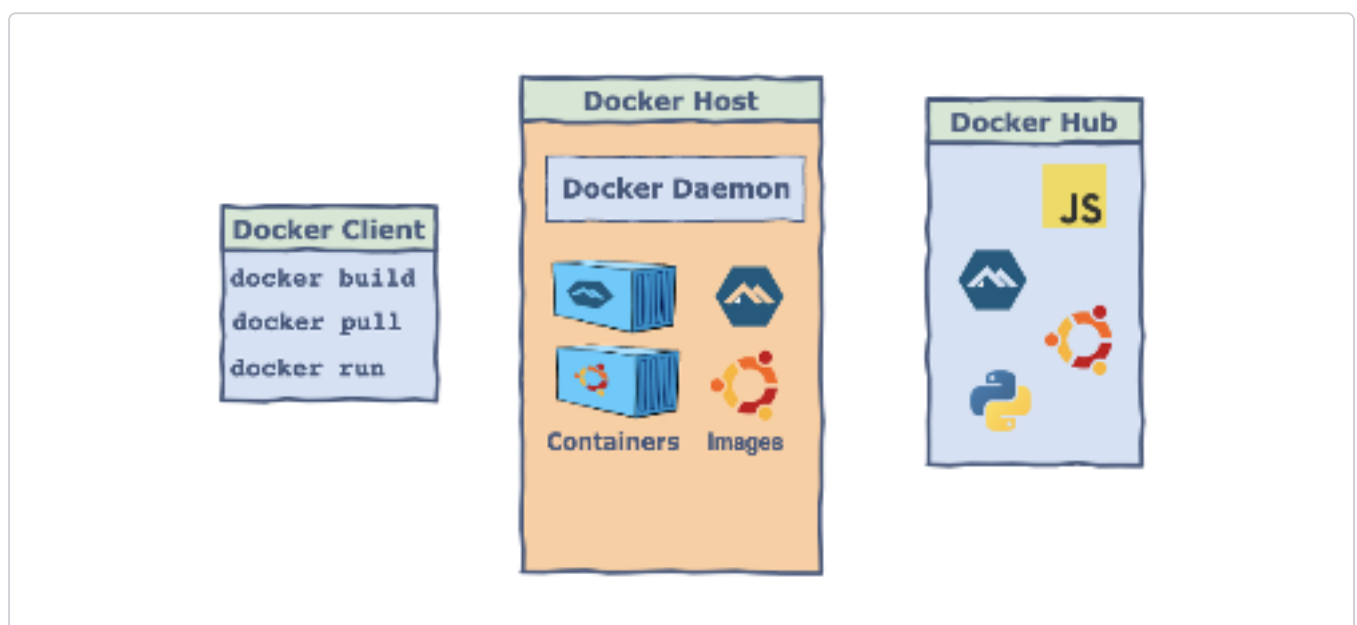 Docker Client
docker build
docker pull
docker run
Docker Host
Docker Daemon
Containers
Images
Docker Hub
JS